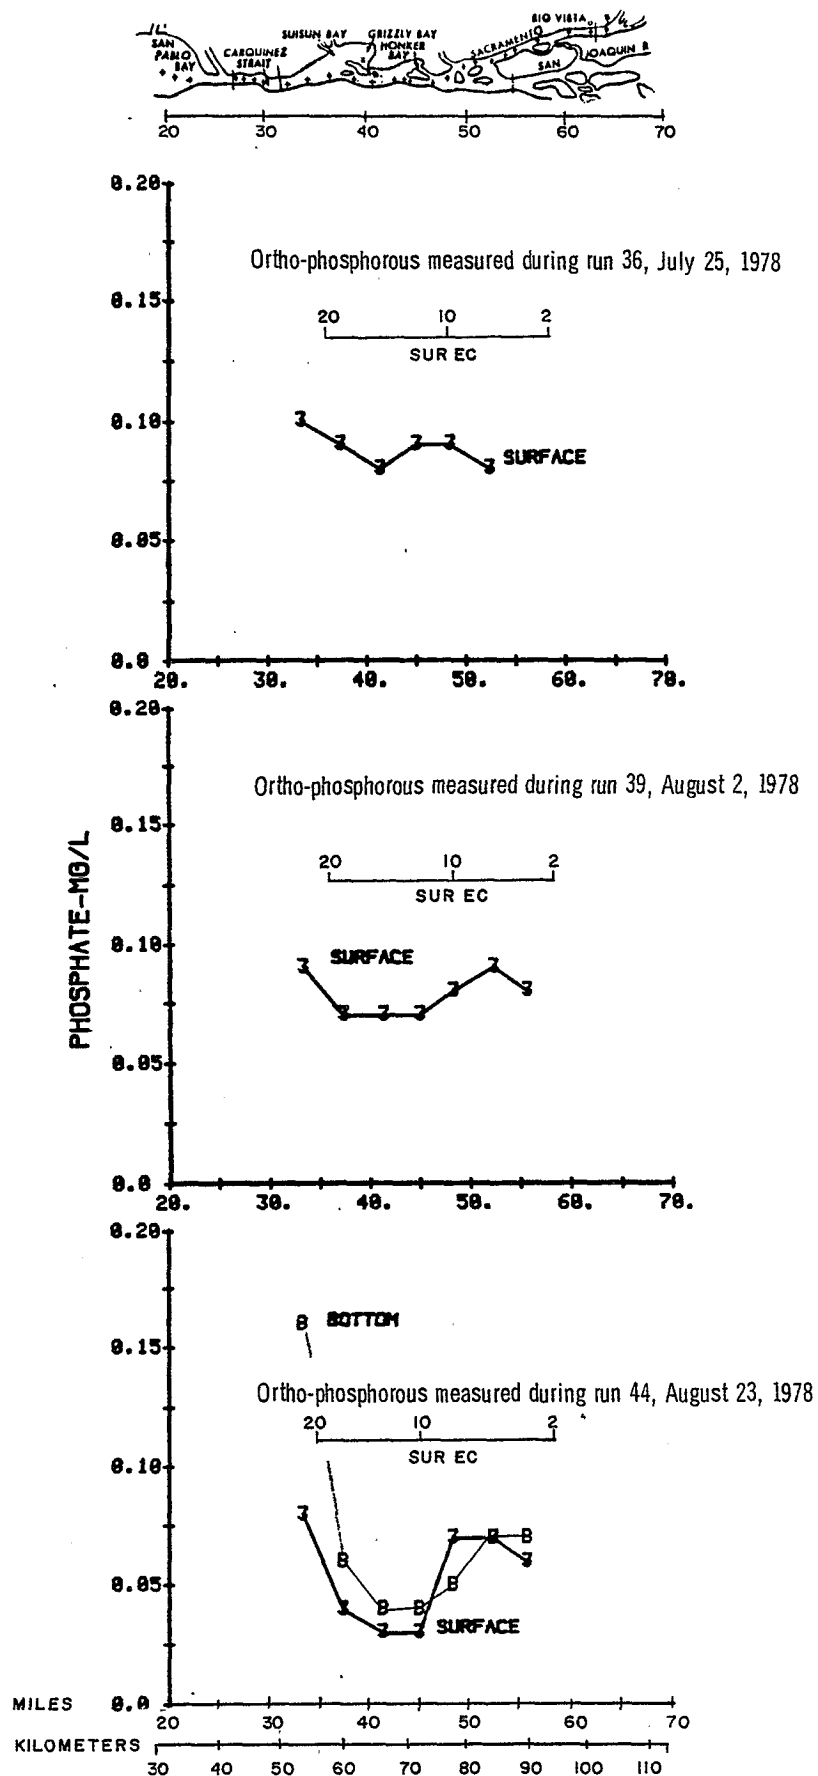 RIO VISTA
SUISUN BAY GRIZZLY BAY
SAN PABLO BAY
CARQUINEZ STRAIT
HONKER BAY
SACRAMENTO
SAN JOAQUIN R
20 30 40 50 60 70
0.20
Ortho-phosphorous measured during run 36, July 25, 1978
0.15
20 10 2
SUR EC
0.10
SURFACE
0.05
0.0
20. 30. 40. 50. 60. 70.
0.20
Ortho-phosphorous measured during run 39, August 2, 1978
0.15
20 10 2
SUR EC
PHOSPHATE-MG/L
0.10
SURFACE
0.05
0.0
20. 30. 40. 50. 60. 70.
0.20
B BOTTOM
0.15
Ortho-phosphorous measured during run 44, August 23, 1978
20 10 2
SUR EC
0.10
B B B B B B
0.05
SURFACE
0.0
MILES
20 30 40 50 60 70
KILOMETERS
30 40 50 60 70 80 90 100 110